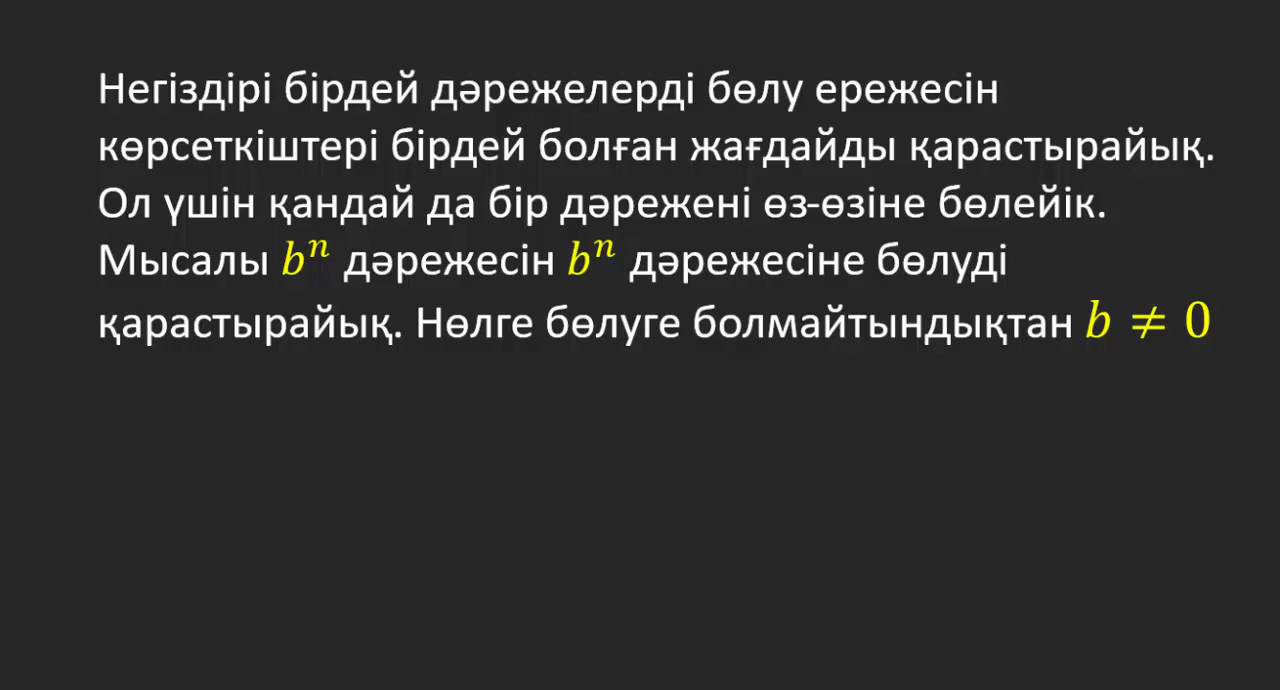 Негіздірі бірдей дәрежелерді бөлу ережесін
көрсеткіштері бірдей болған жағдайды қарастырайық.
Ол үшін қандай да бір дәрежені өз-өзіне бөлейік.
Мысалы bⁿ дәрежесін bⁿ дәрежесіне бөлуді
қарастырайық. Нөлге бөлуге болмайтындықтан b ≠ 0